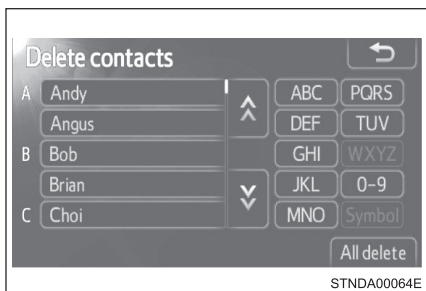 Delete contacts
A Andy ABC PQRS
Angus DEF TUV
B Bob GHI WXYZ
Brian JKL 0-9
C Choi MNO Symbol
All delete
STNDA00064E